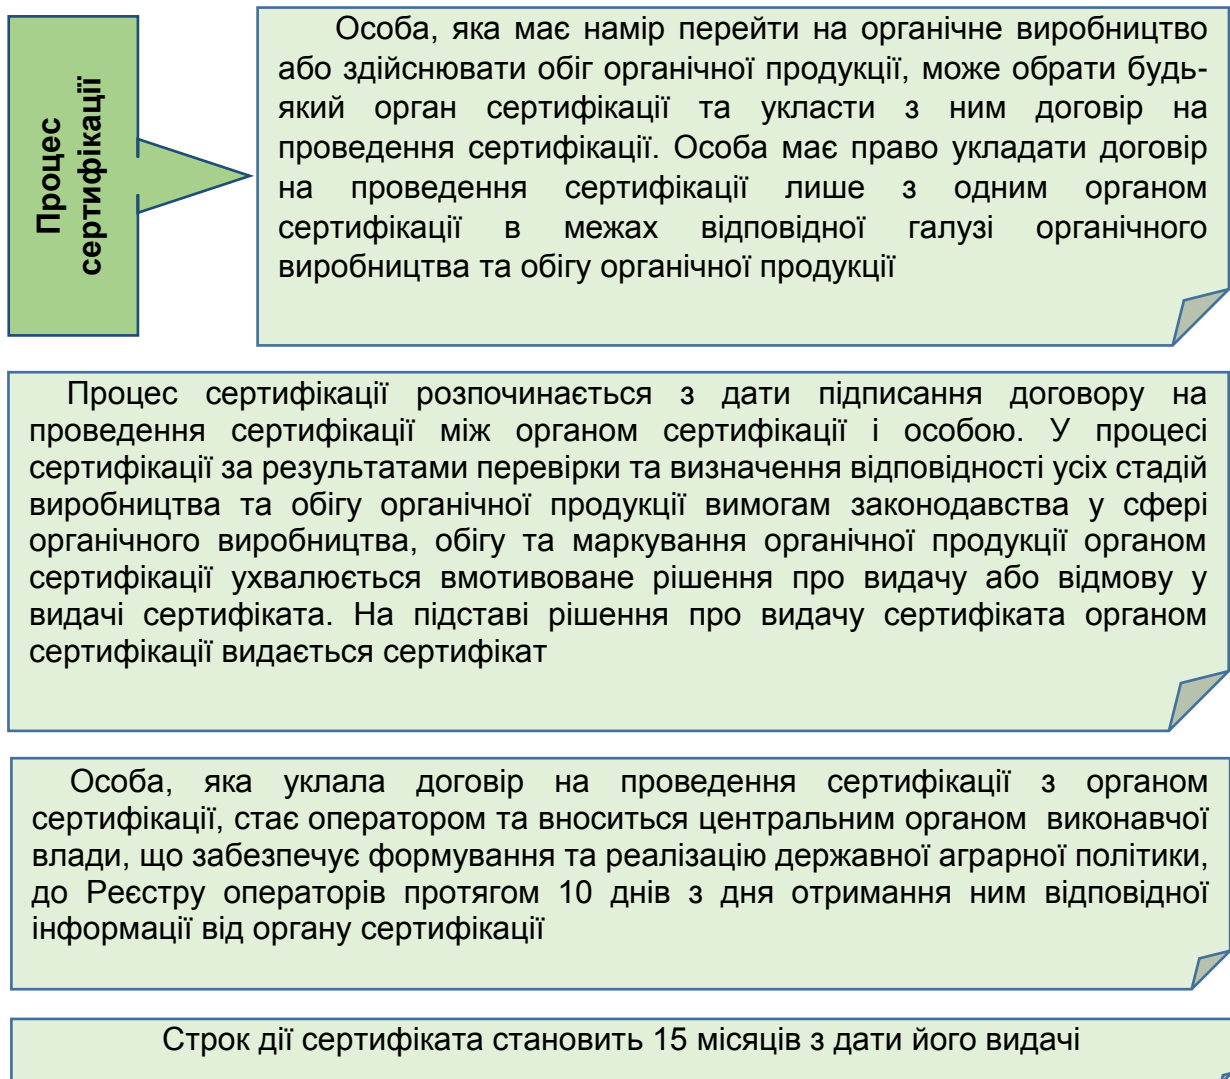 Процес
сертифікації
Особа, яка має намір перейти на органічне виробництво
або здійснювати обіг органічної продукції, може обрати будь-
який орган сертифікації та укласти з ним договір на
проведення сертифікації. Особа має право укладати договір
на проведення сертифікації лише з одним органом
сертифікації в межах відповідної галузі органічного
виробництва та обігу органічної продукції
Процес сертифікації розпочинається з дати підписання договору на
проведення сертифікації між органом сертифікації і особою. У процесі
сертифікації за результатами перевірки та визначення відповідності усіх стадій
виробництва та обігу органічної продукції вимогам законодавства у сфері
органічного виробництва, обігу та маркування органічної продукції органом
сертифікації ухвалюється вмотивоване рішення про видачу або відмову у
видачі сертифіката. На підставі рішення про видачу сертифіката органом
сертифікації видається сертифікат
Особа, яка уклала договір на проведення сертифікації з органом
сертифікації, стає оператором та вноситься центральним органом виконавчої
влади, що забезпечує формування та реалізацію державної аграрної політики,
до Реєстру операторів протягом 10 днів з дня отримання ним відповідної
інформації від органу сертифікації
Строк дії сертифіката становить 15 місяців з дати його видачі